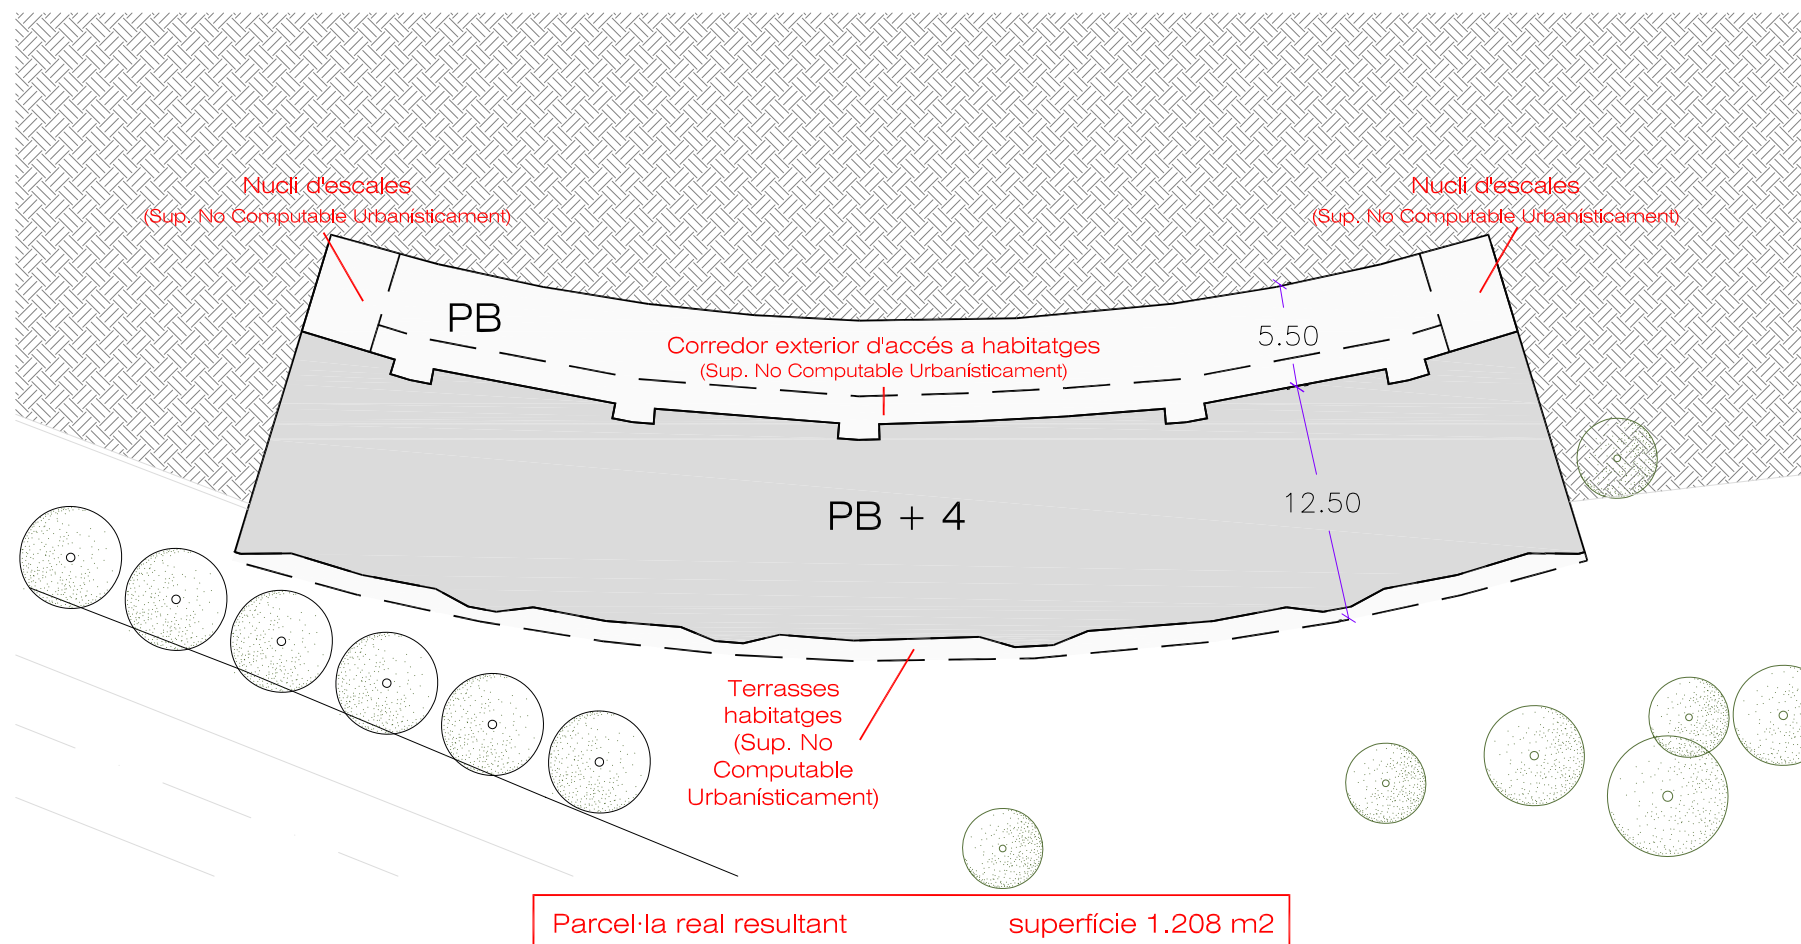 Nucli d'escales
(Sup. No Computable Urbanísticament)
Nucli d'escales
(Sup. No Computable Urbanísticament)
PB
5.50
Corredor exterior d'accés a habitatges
(Sup. No Computable Urbanísticament)
PB + 4
12.50
Terrasses
habitatges
(Sup. No
Computable
Urbanísticament)
Parcel·la real resultant superfície 1.208 m2